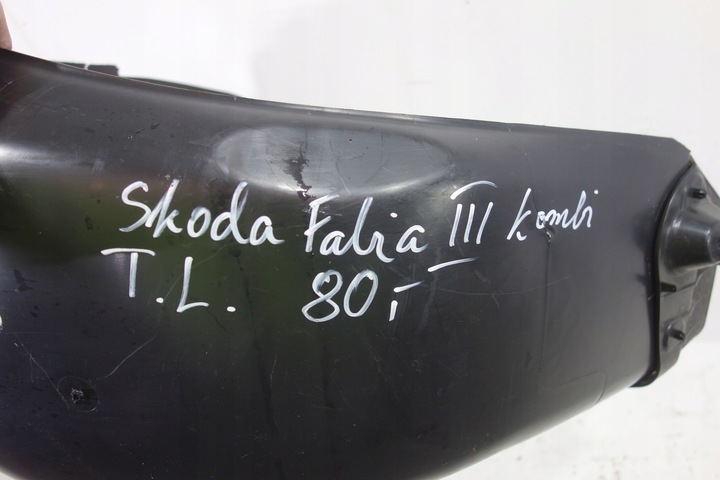 Skoda Fabia III kombi
T.L. 80,-